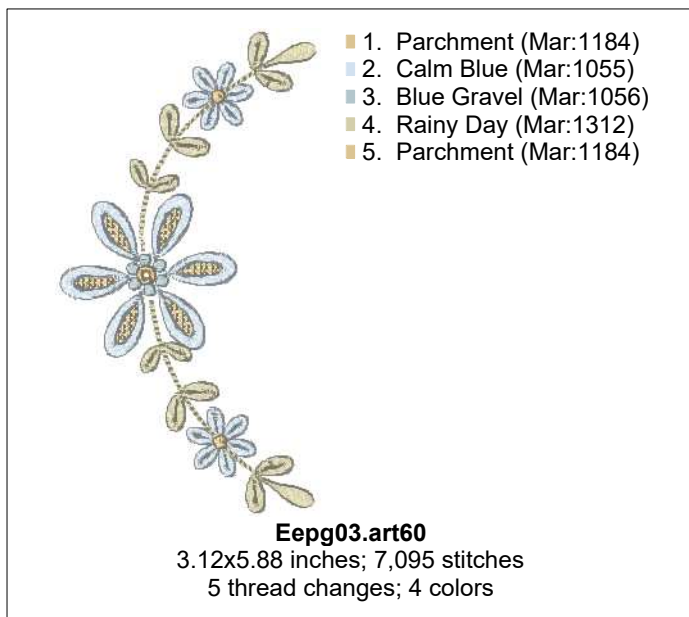 1. Parchment (Mar:1184)
2. Calm Blue (Mar:1055)
3. Blue Gravel (Mar:1056)
4. Rainy Day (Mar:1312)
5. Parchment (Mar:1184)
Eepg03.art60
3.12x5.88 inches; 7,095 stitches
5 thread changes; 4 colors